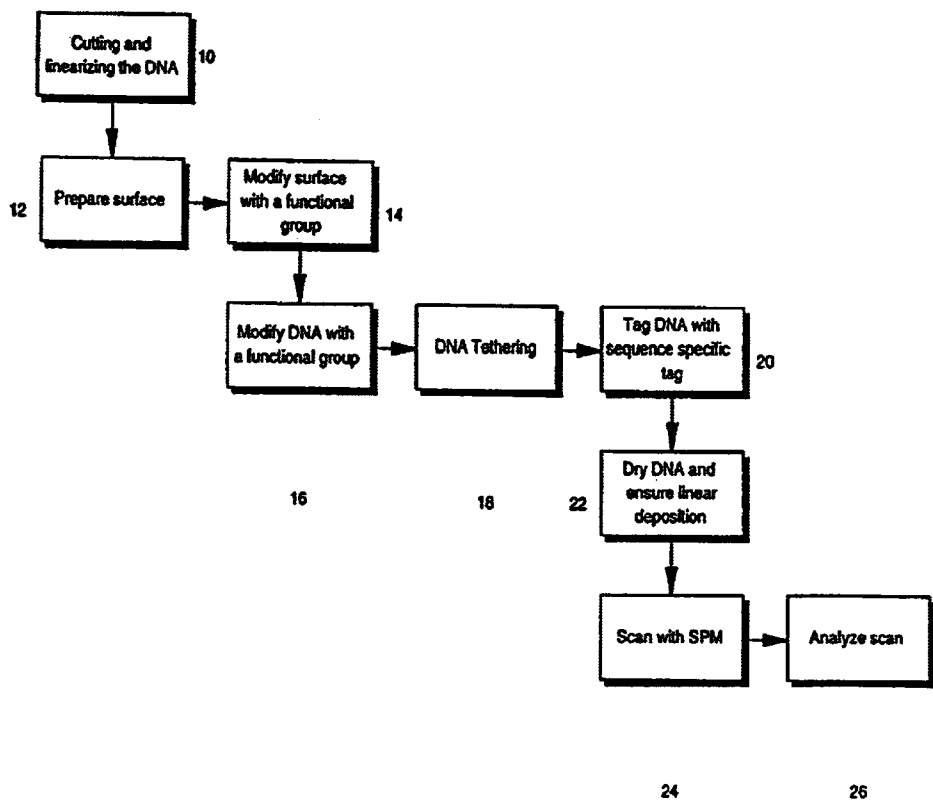 Cutting and
linearizing the DNA
10
12
Prepare surface
Modify surface
with a functional
group
14
Modify DNA with
a functional group
DNA Tethering
Tag DNA with
sequence specific
tag
20
16
18
22
Dry DNA and
ensure linear
deposition
Scan with SPM
Analyze scan
24
26